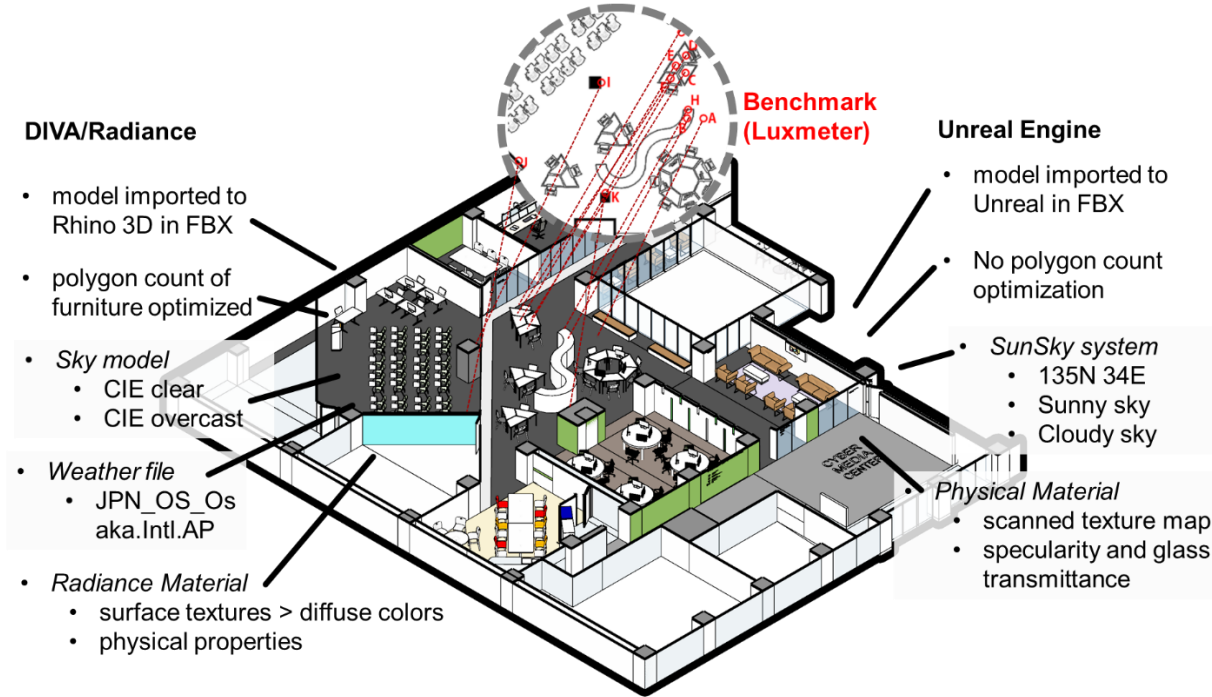 DIVA/Radiance
• model imported to
Rhino 3D in FBX
• polygon count of
furniture optimized
• Sky model
• CIE clear
• CIE overcast
• Weather file
• JPN_OS_Os
aka.Intl.AP
• Radiance Material
• surface textures > diffuse colors
• physical properties
Benchmark
(Luxmeter)
I
J
K
E
D
C
H
B
A
CYBER
MEDIA
CENTER
Unreal Engine
• model imported to
Unreal in FBX
• No polygon count
optimization
• SunSky system
• 135N 34E
• Sunny sky
• Cloudy sky
• Physical Material
• scanned texture map
• specularity and glass
transmittance